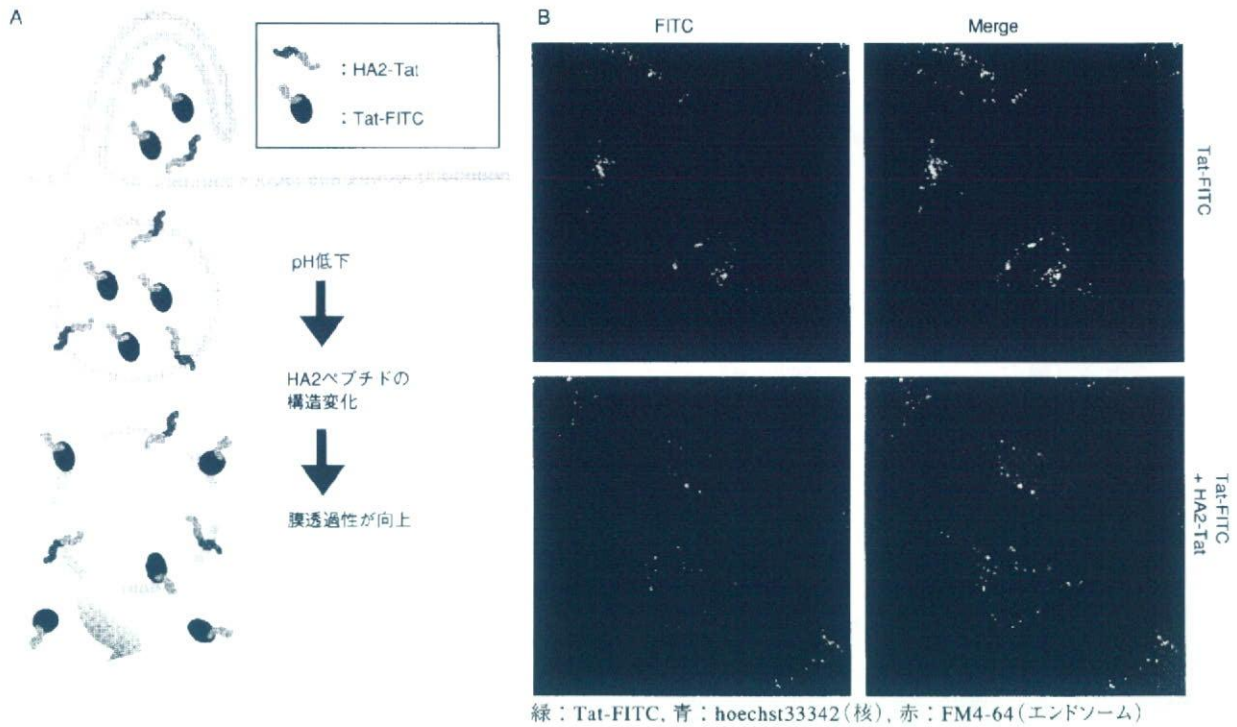 A
: HA2-Tat
: Tat-FITC
pH低下
HA2ペプチドの
構造変化
膜透過性が向上
B
FITC
Merge
Tat-FITC
Tat-FITC
+ HA2-Tat
緑：Tat-FITC, 青：hoechst33342(核), 赤：FM4-64(エンドソーム)